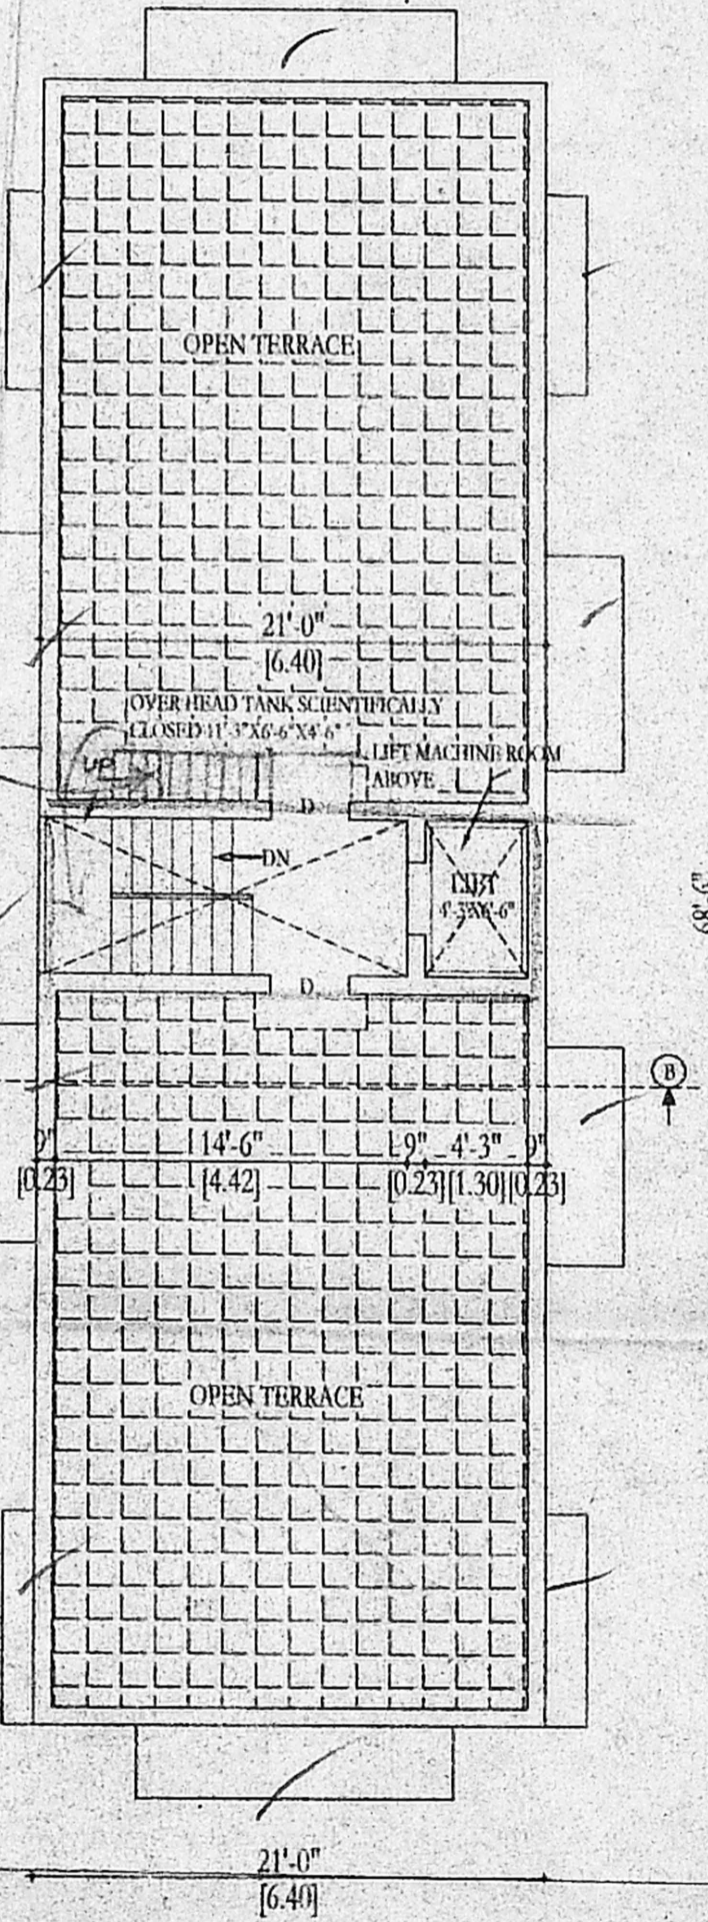 OPEN TERRACE
21'-0"
[6.40]
OVER HEAD TANK SCIENTIFICALLY
CLOSED 11'-3"X6'-6"X4'-6"
LIFT MACHINE ROOM
ABOVE
UP
D
DN
LIFT
4'-3"X6'-6"
68'-6"
D
B
9" 14'-6" 9" 4'-3" 9"
[0.23] [4.42] [0.23] [1.30] [0.23]
OPEN TERRACE
21'-0"
[6.40]